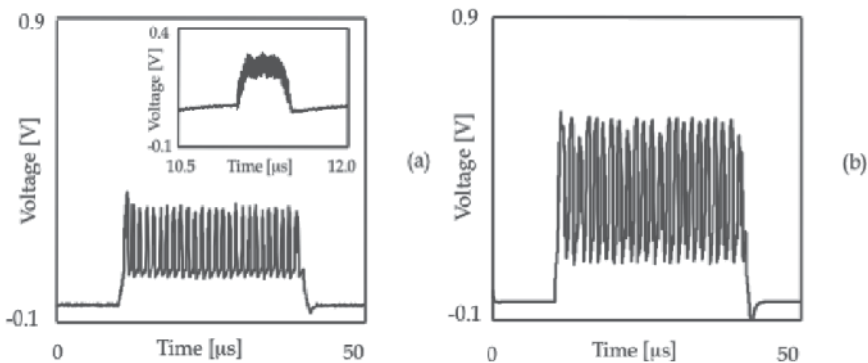 0.9
Voltage [V]
-0.1
0
Time [μs]
50
0.4
Voltage [V]
-0.1
10.5
Time [μs]
12.0
(a)
0.9
Voltage [V]
-0.1
0
Time [μs]
50
(b)